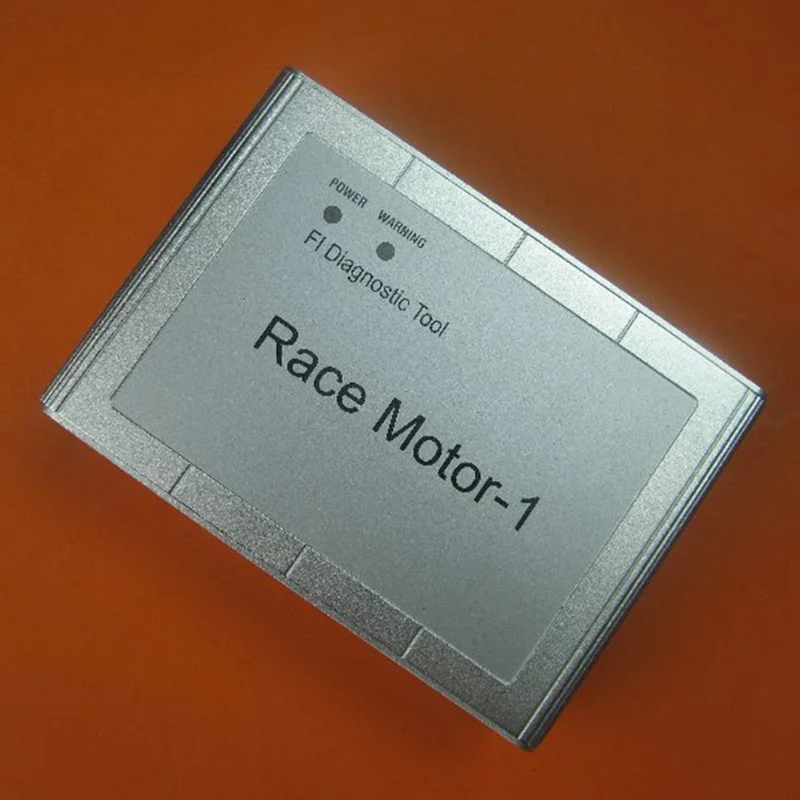 POWER WARNING
FI Diagnostic Tool
Race Motor-1